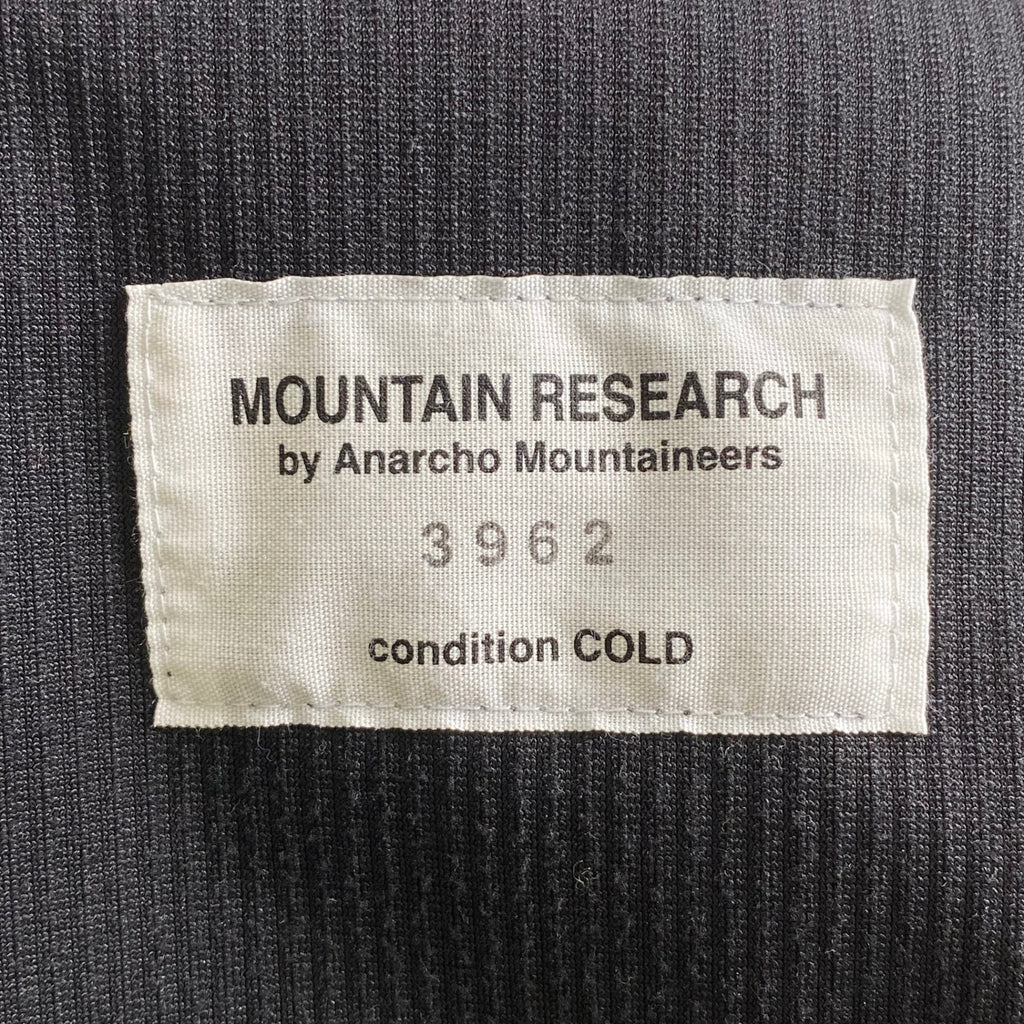 MOUNTAIN RESEARCH
by Anarcho Mountaineers
3962
condition COLD